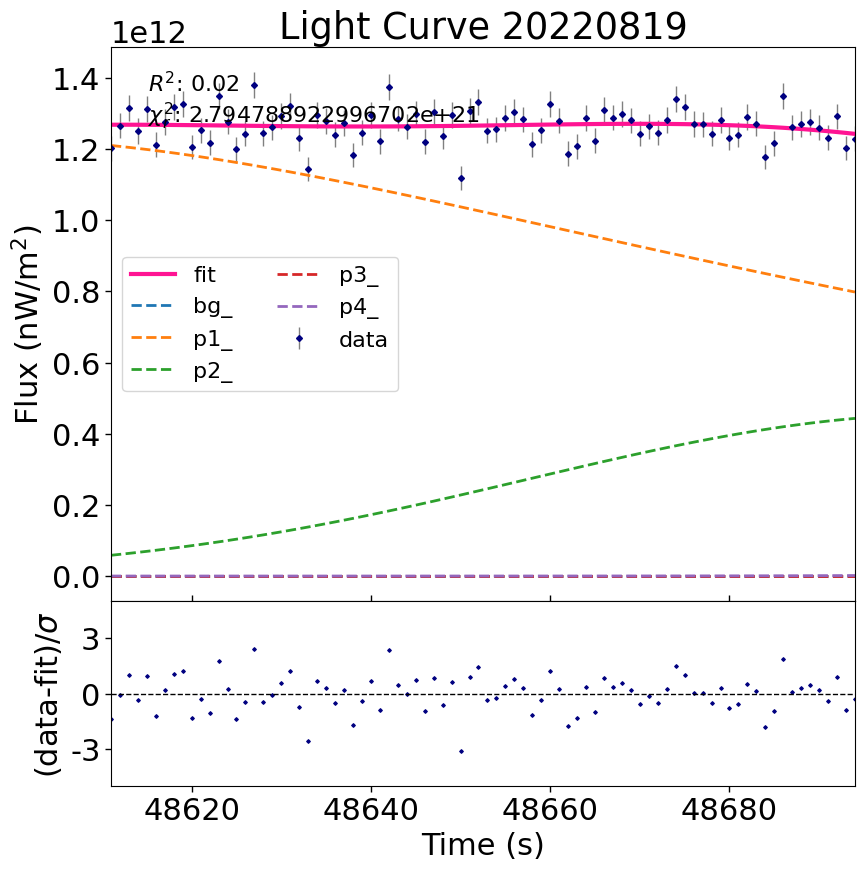 Light Curve 20220819
1e12
R²: 0.02
χ²: 2.794788922996702e+21
1.4
1.2
1.0
0.8
0.6
0.4
0.2
0.0
Flux (nW/m²)
fit
bg_
p1_
p2_
p3_
p4_
data
3
0
-3
(data-fit)/σ
48620 48640 48660 48680
Time (s)